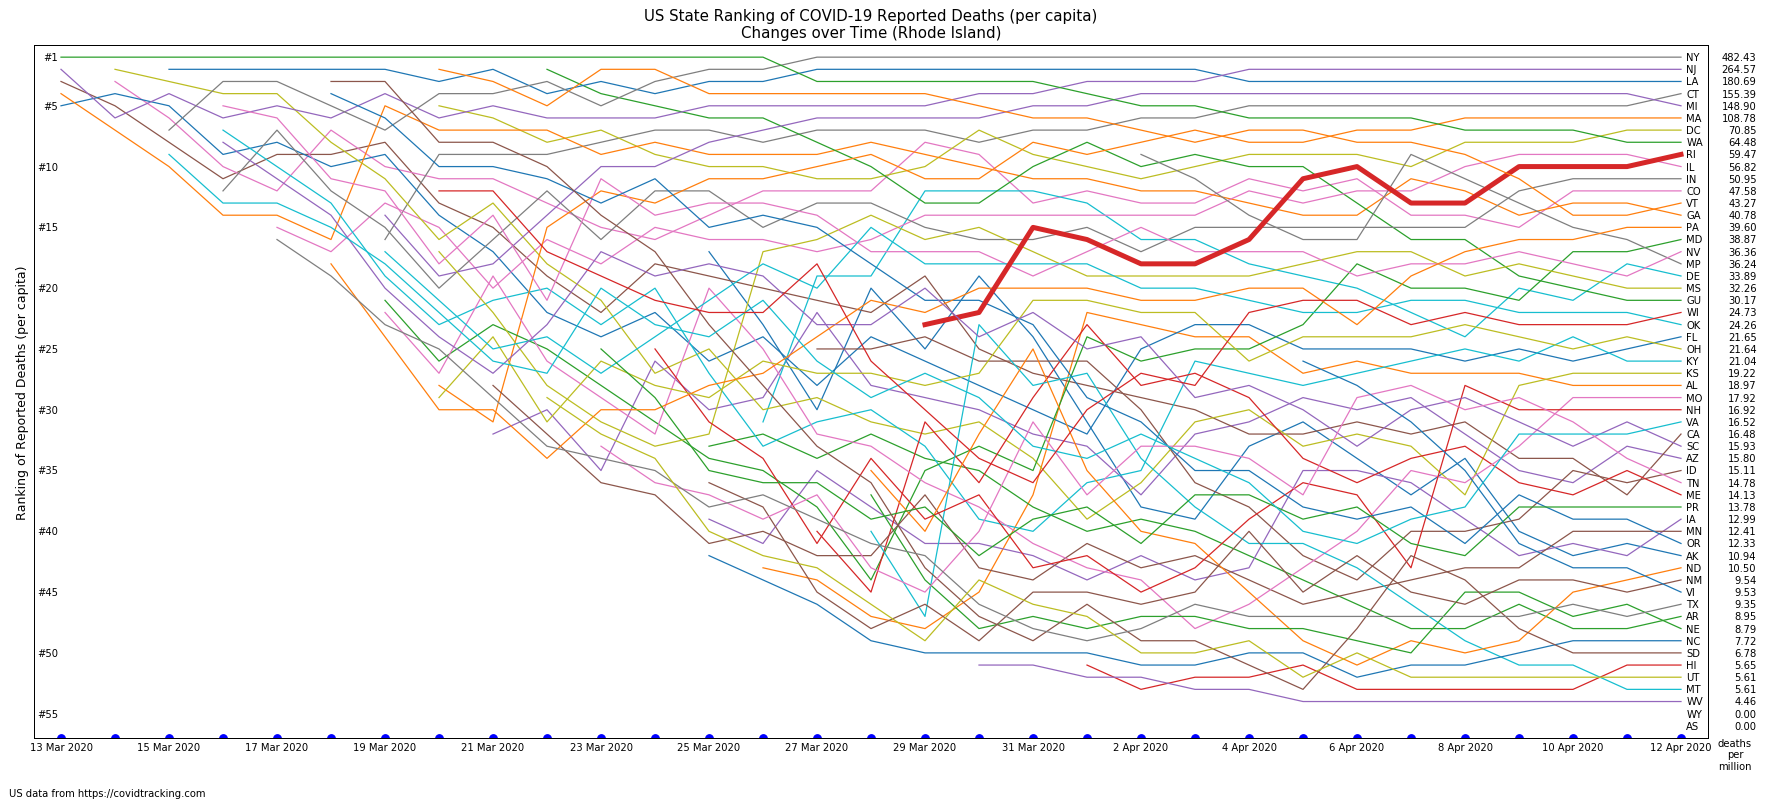 US State Ranking of COVID-19 Reported Deaths (per capita)
Changes over Time (Rhode Island)
Ranking of Reported Deaths (per capita)
#1
#5
#10
#15
#20
#25
#30
#35
#40
#45
#50
#55
NY 482.43
NJ 264.57
LA 180.69
CT 155.39
MI 148.90
MA 108.78
DC 70.85
WA 64.48
RI 59.47
IL 56.82
IN 50.95
CO 47.58
VT 43.27
GA 40.78
PA 39.60
MD 38.87
NV 36.36
MP 36.24
DE 33.89
MS 32.26
GU 30.17
WI 24.73
OK 24.26
FL 21.65
OH 21.64
KY 21.04
KS 19.22
AL 18.97
MO 17.92
NH 16.92
VA 16.52
CA 16.48
SC 15.93
AZ 15.80
ID 15.11
TN 14.78
ME 14.13
PR 13.78
IA 12.99
MN 12.41
OR 12.33
AK 10.94
ND 10.50
NM 9.54
VI 9.53
TX 9.35
AR 8.95
NE 8.79
NC 7.72
SD 6.78
HI 5.65
UT 5.61
MT 5.61
WV 4.46
WY 0.00
AS 0.00
13 Mar 2020 15 Mar 2020 17 Mar 2020 19 Mar 2020 21 Mar 2020 23 Mar 2020 25 Mar 2020 27 Mar 2020 29 Mar 2020 31 Mar 2020 2 Apr 2020 4 Apr 2020 6 Apr 2020 8 Apr 2020 10 Apr 2020 12 Apr 2020
deaths
per
million
US data from https://covidtracking.com